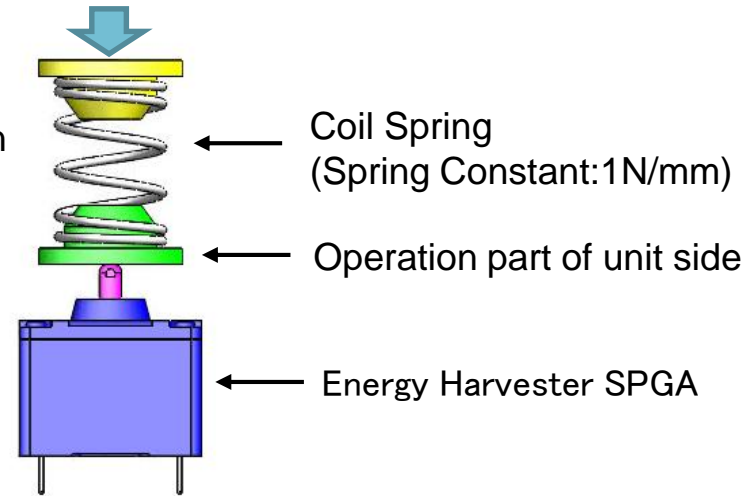 n
Coil Spring
(Spring Constant:1N/mm)
Operation part of unit side
Energy Harvester SPGA